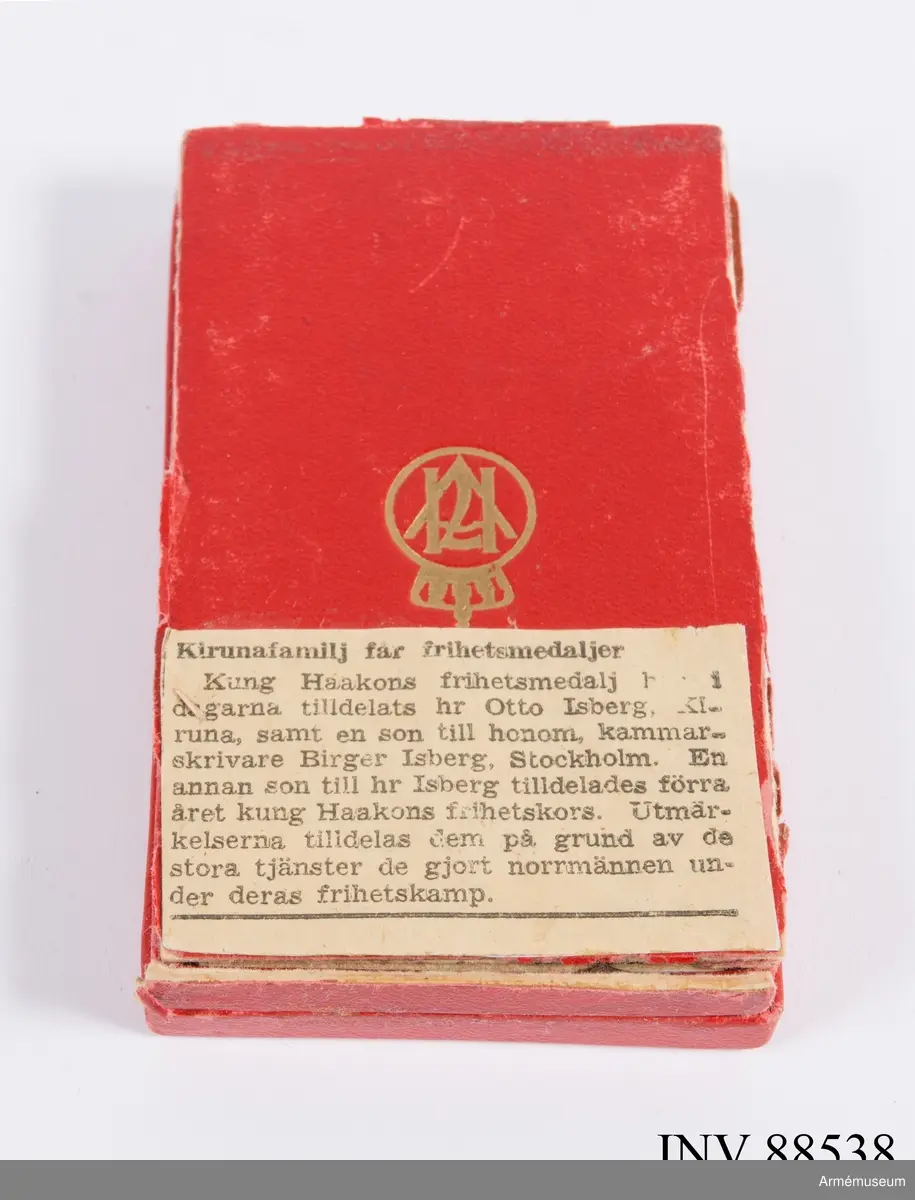 Kirunafamilj får frihetsmedaljer
Kung Haakons frihetsmedalj i
dagarna tilldelats hr Otto Isberg, Ki-
runa, samt en son till honom, kammar-
skrivare Birger Isberg, Stockholm. En
annan son till hr Isberg tilldelades förra
året kung Haakons frihetskors. Utmär-
kelserna tilldelas dem på grund av de
stora tjänster de gjort norrmännen un-
der deras frihetskamp.
INV 88538
Armémuseum